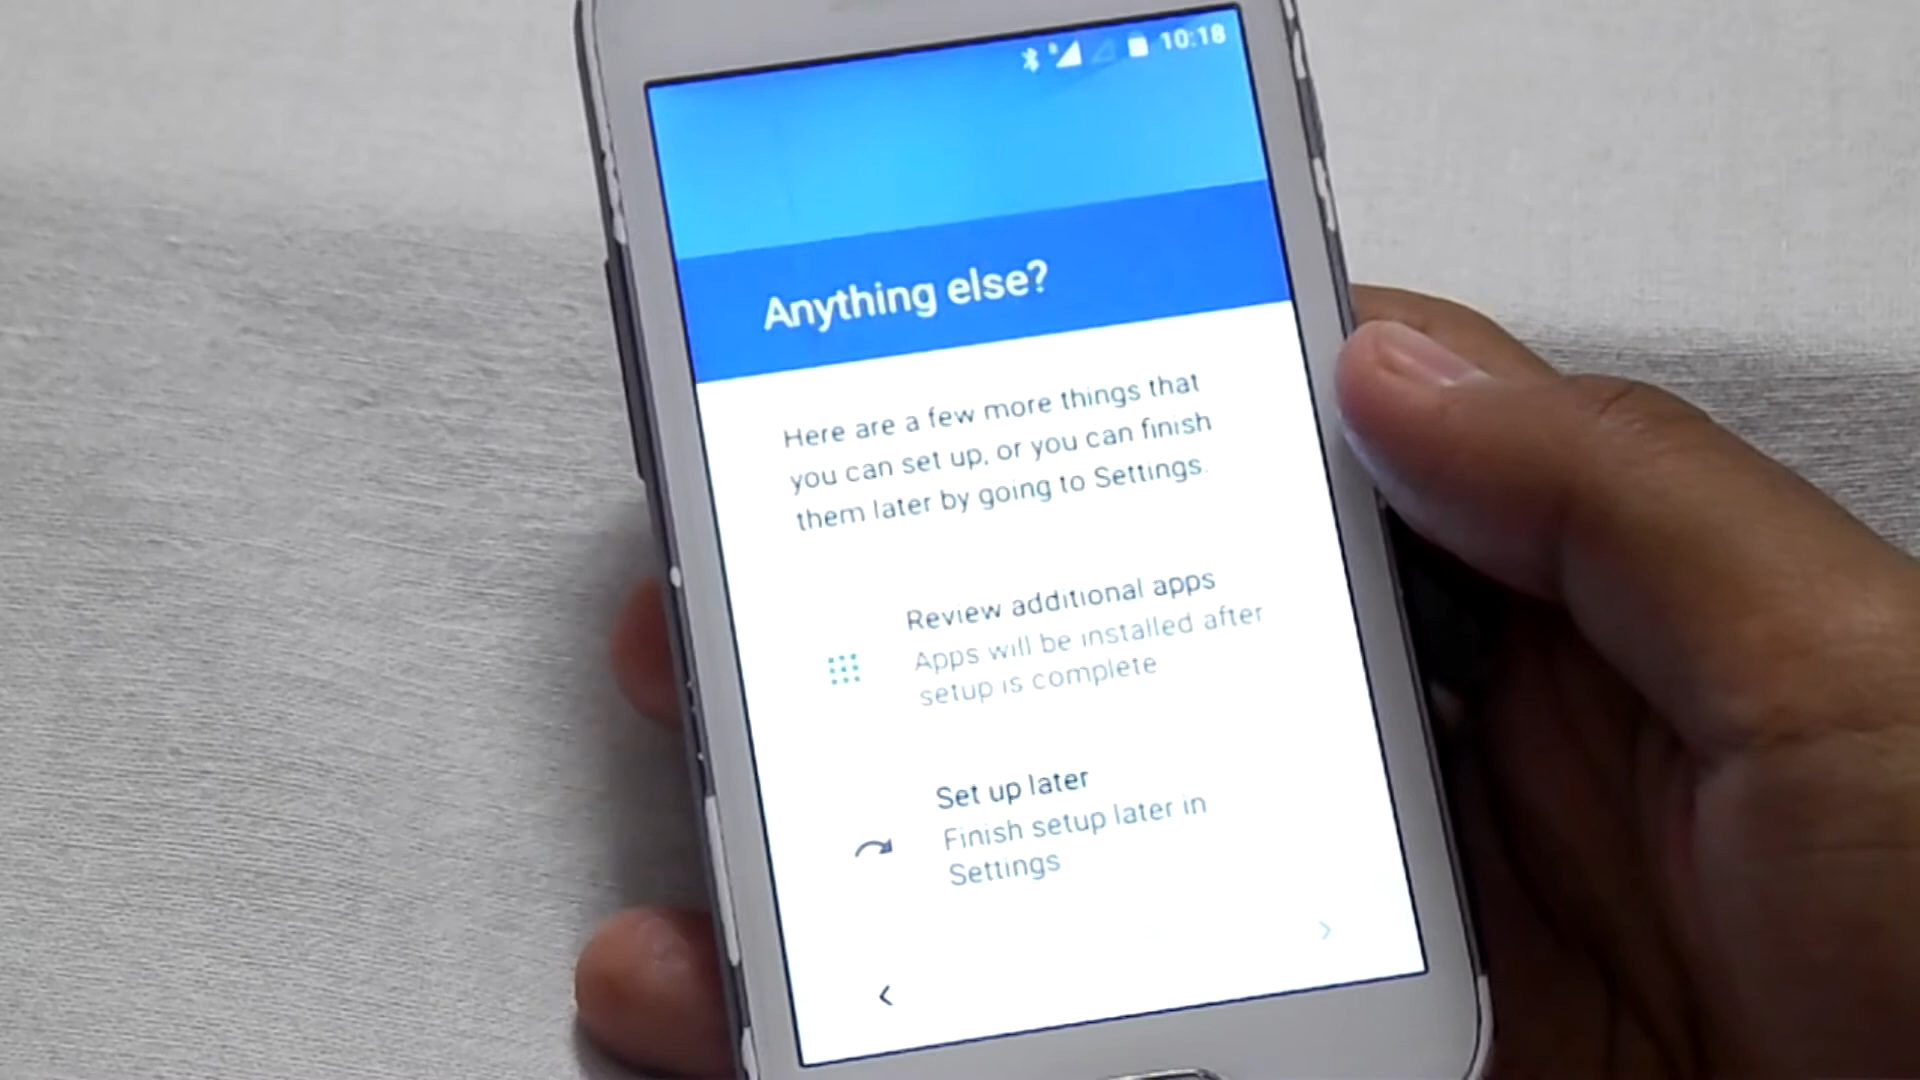 10:18
Anything else?
Here are a few more things that
you can set up, or you can finish
them later by going to Settings.
Review additional apps
Apps will be installed after
setup is complete
Set up later
Finish setup later in
Settings